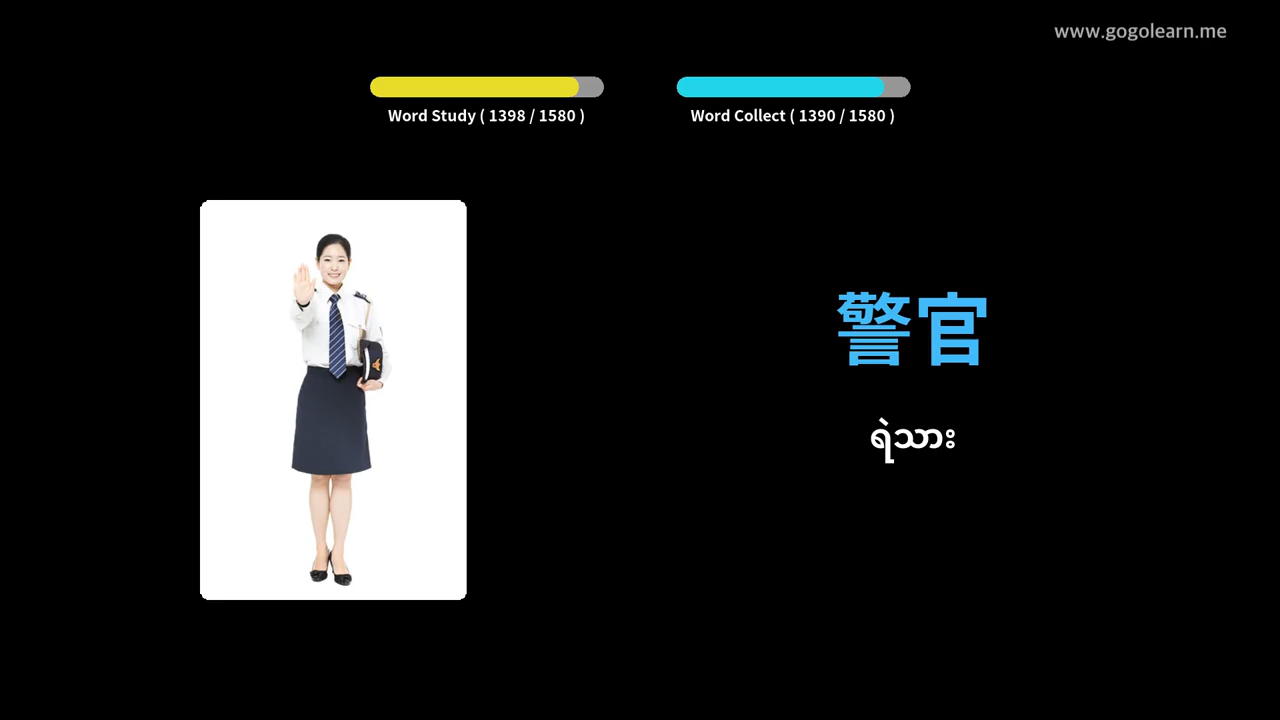 www.gogolearn.me
Word Study ( 1398 / 1580 )
Word Collect ( 1390 / 1580 )
警官
ရဲသား